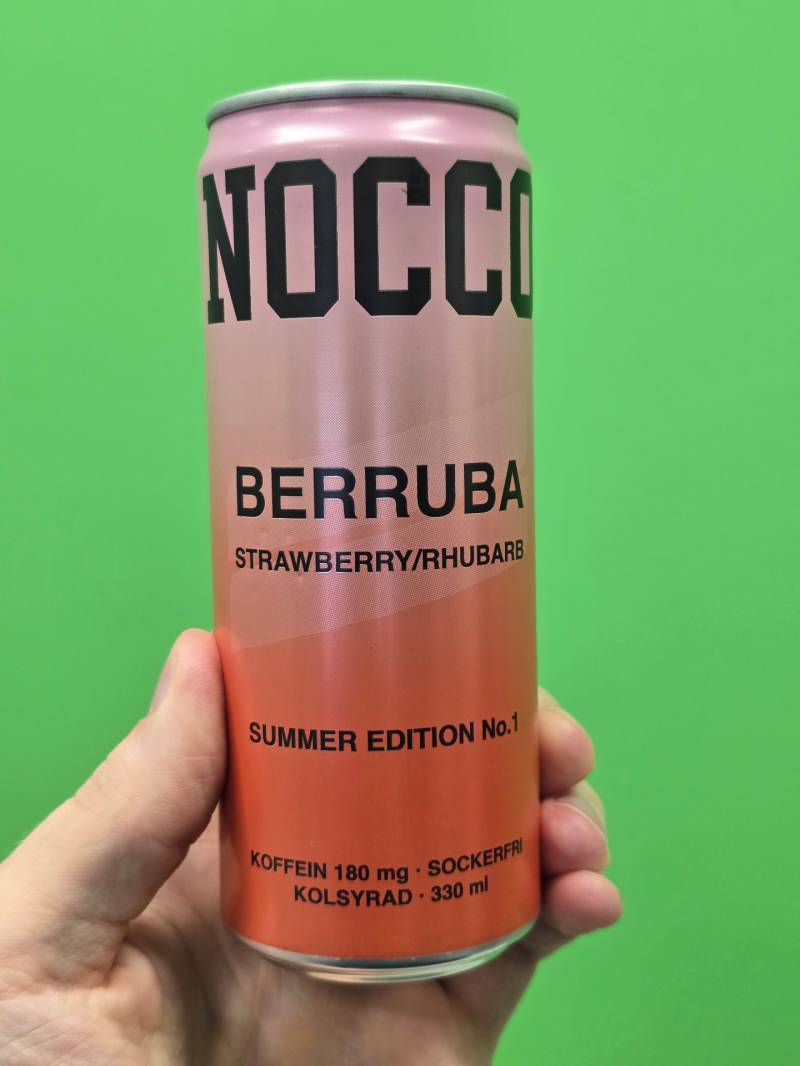 NOCCO
BERRUBA
STRAWBERRY/RHUBARB
SUMMER EDITION No.1
KOFFEIN 180 mg · SOCKERFRI
KOLSYRAD · 330 ml